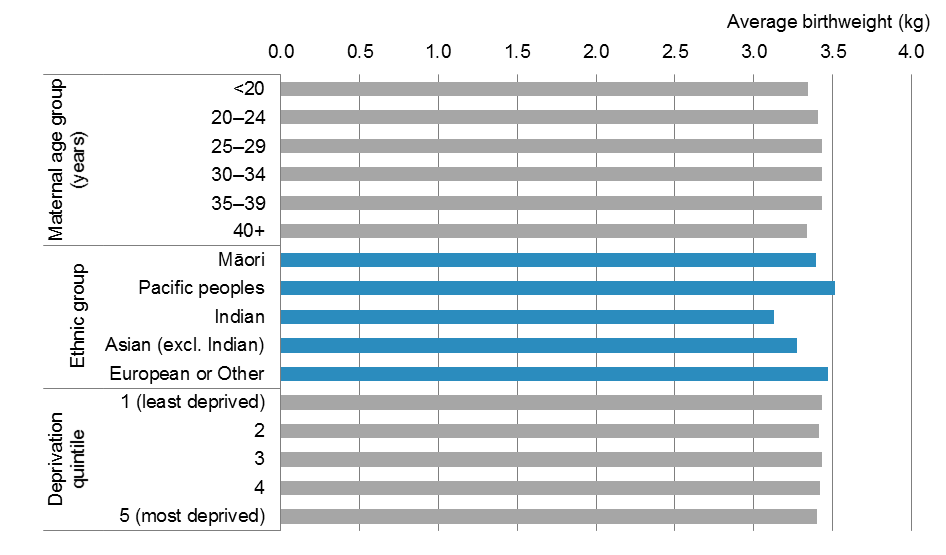 Average birthweight (kg)
0.0 0.5 1.0 1.5 2.0 2.5 3.0 3.5 4.0
Maternal age group
(years)
<20
20–24
25–29
30–34
35–39
40+
Ethnic group
Māori
Pacific peoples
Indian
Asian (excl. Indian)
European or Other
Deprivation
quintile
1 (least deprived)
2
3
4
5 (most deprived)